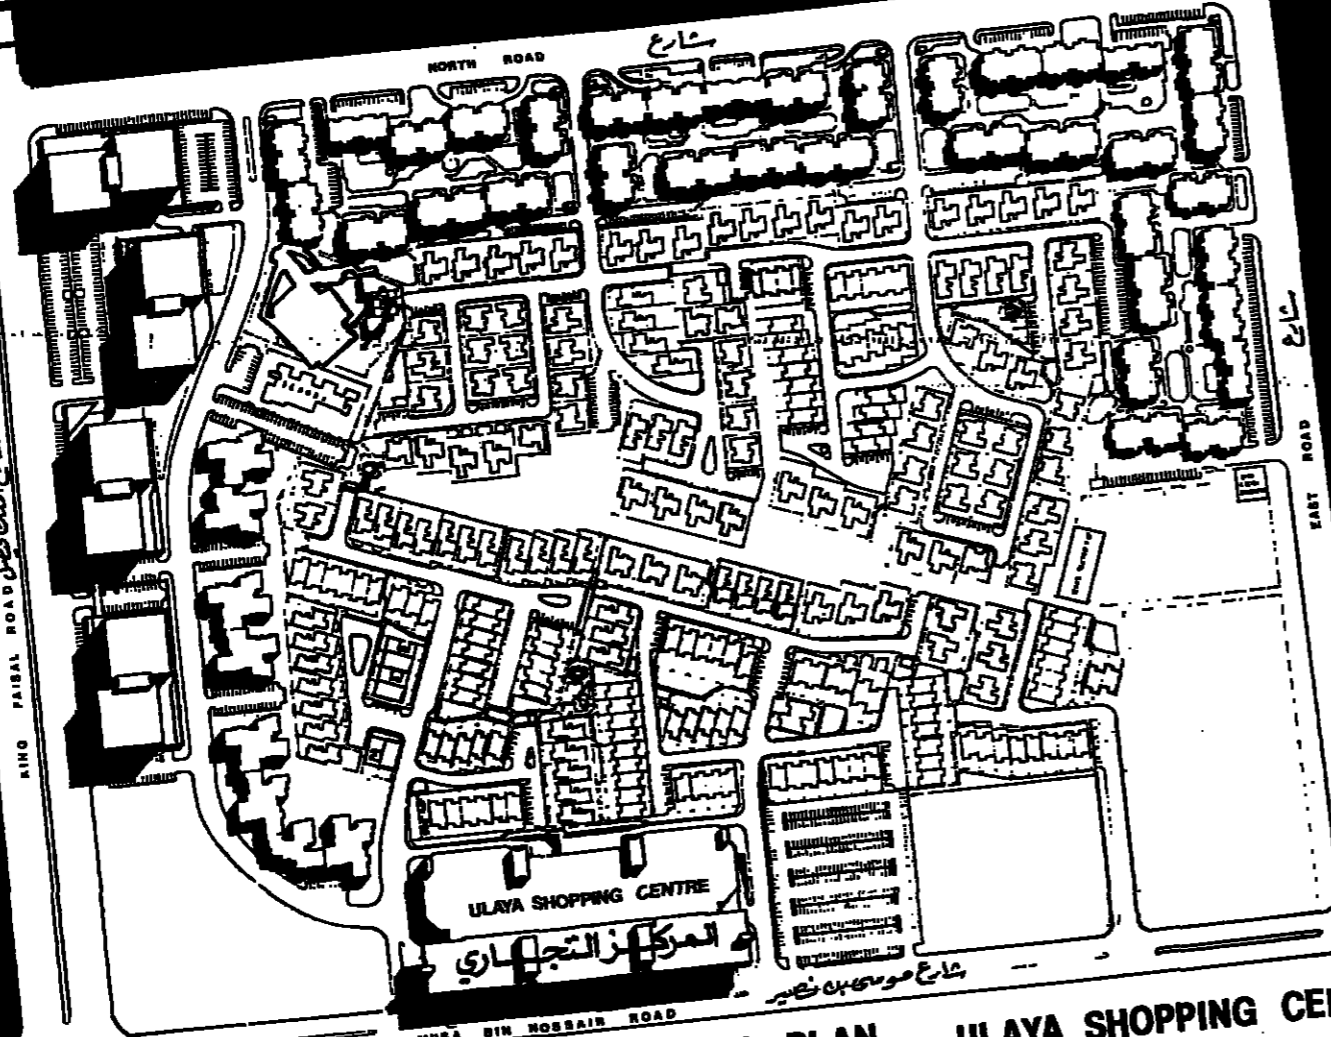 شارع
NORTH ROAD
شارع
EAST ROAD
KING FAISAL ROAD
ULAYA SHOPPING CENTRE
المركز التجاري
شارع موسى بن نصير
BIN NOSSAIR ROAD
PLAN ULAYA SHOPPING